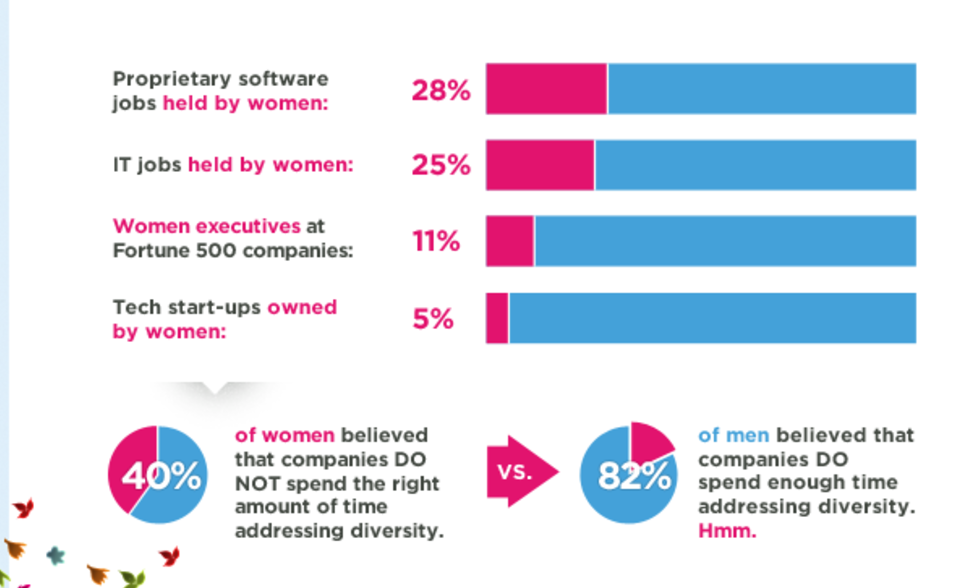 Proprietary software
jobs held by women:
28%
IT jobs held by women:
25%
Women executives at
Fortune 500 companies:
11%
Tech start-ups owned
by women:
5%
40%
of women believed
that companies DO
NOT spend the right
amount of time
addressing diversity.
VS.
82%
of men believed that
companies DO
spend enough time
addressing diversity.
Hmm.